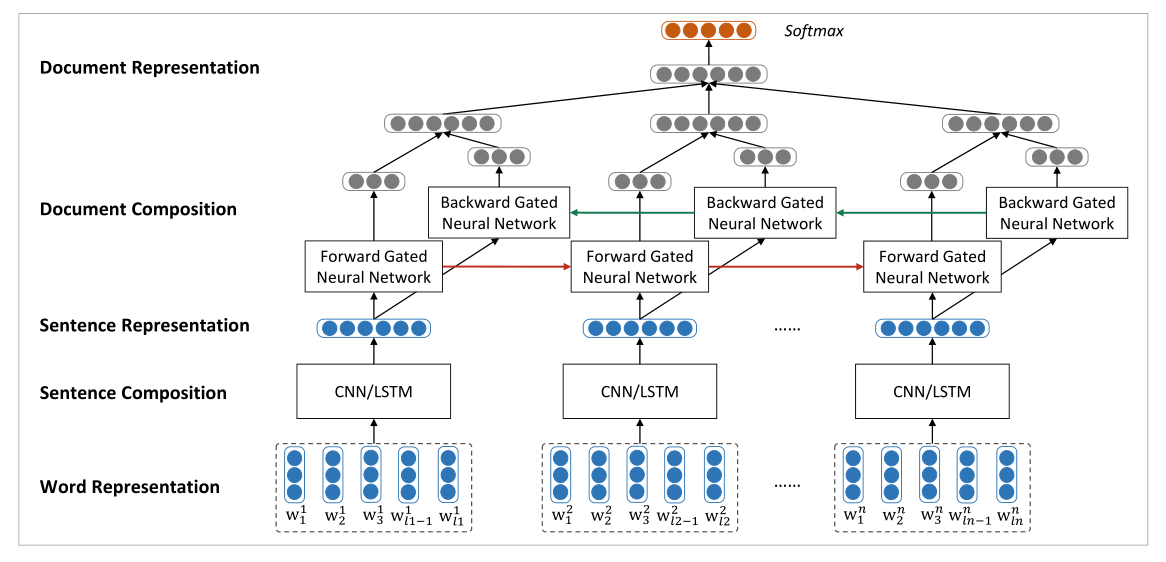 Softmax
Document Representation
Document Composition
Backward Gated
Neural Network
Backward Gated
Neural Network
Backward Gated
Neural Network
Forward Gated
Neural Network
Forward Gated
Neural Network
Forward Gated
Neural Network
Sentence Representation
......
Sentence Composition
CNN/LSTM
CNN/LSTM
CNN/LSTM
Word Representation
......
w_1^1 w_2^1 w_3^1 w_{l1-1}^1 w_{l1}^1
w_1^2 w_2^2 w_3^2 w_{l2-1}^2 w_{l2}^2
w_1^n w_2^n w_3^n w_{ln-1}^n w_{ln}^n